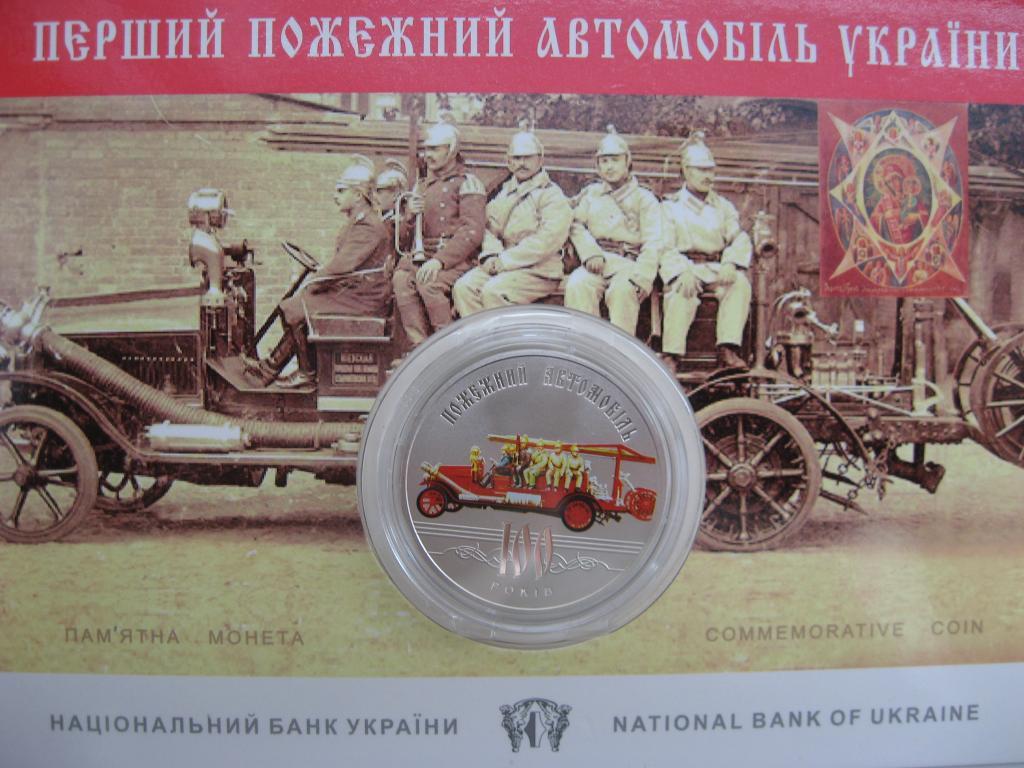 ПЕРШИЙ ПОЖЕЖНИЙ АВТОМОБІЛЬ УКРАЇНИ
ПОЖЕЖНИЙ АВТОМОБІЛЬ
100
РОКІВ
ПАМ'ЯТНА МОНЕТА
COMMEMORATIVE COIN
НАЦІОНАЛЬНИЙ БАНК УКРАЇНИ
NATIONAL BANK OF UKRAINE